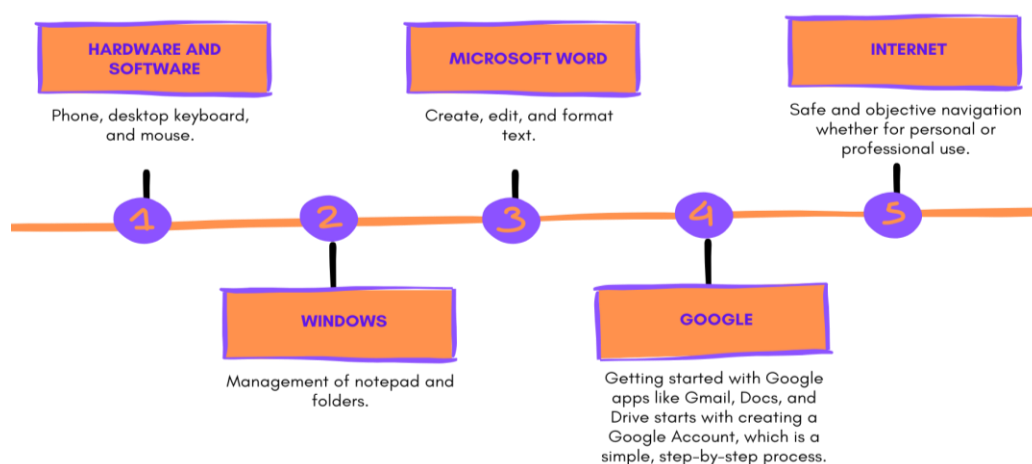 HARDWARE AND
SOFTWARE
Phone, desktop keyboard,
and mouse.
1
WINDOWS
Management of notepad and
folders.
2
MICROSOFT WORD
Create, edit, and format
text.
3
GOOGLE
Getting started with Google
apps like Gmail, Docs, and
Drive starts with creating a
Google Account, which is a
simple, step-by-step process.
4
INTERNET
Safe and objective navigation
whether for personal or
professional use.
5